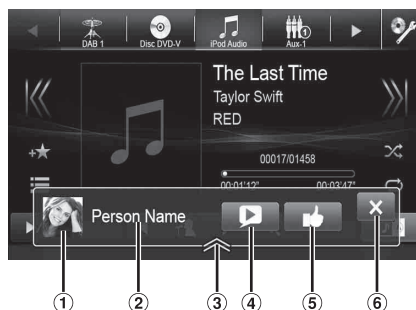 DAB 1 Disc DVD-V iPod Audio Aux-1 1
The Last Time
Taylor Swift
RED
00017/01458
00:01'12" 00:03'47"
Person Name
1 2 3 4 5 6